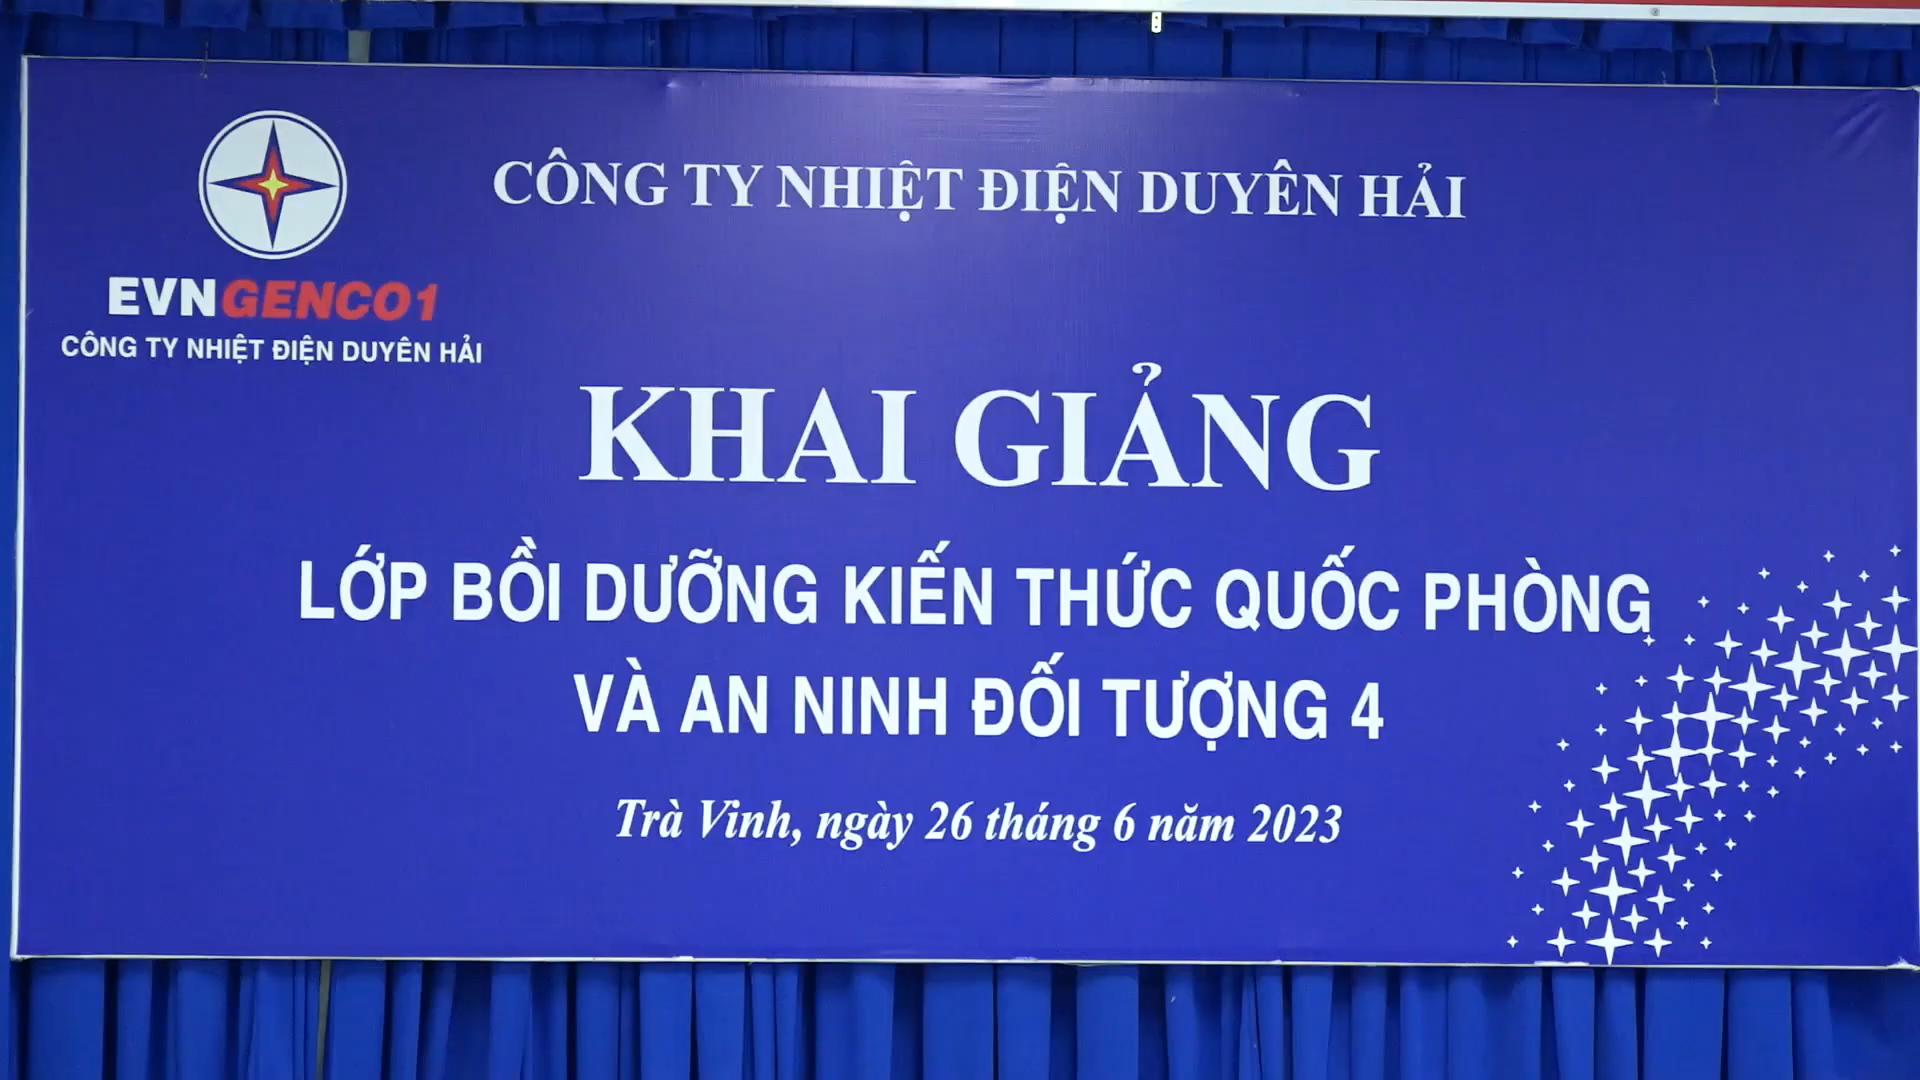 CÔNG TY NHIỆT ĐIỆN DUYÊN HẢI
EVNGENCO1
CÔNG TY NHIỆT ĐIỆN DUYÊN HẢI
KHAI GIẢNG
LỚP BỒI DƯỠNG KIẾN THỨC QUỐC PHÒNG
VÀ AN NINH ĐỐI TƯỢNG 4
Trà Vinh, ngày 26 tháng 6 năm 2023